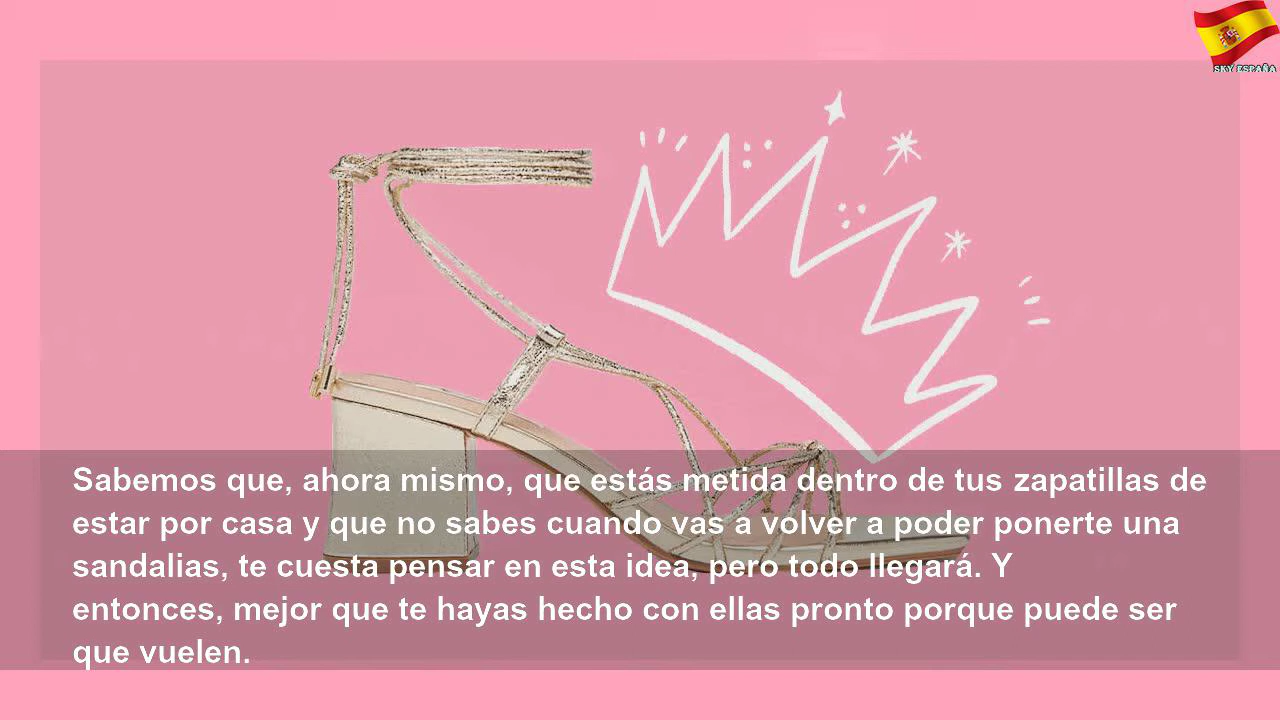 SKY ESPAÑA
Sabemos que, ahora mismo, que estás metida dentro de tus zapatillas de
estar por casa y que no sabes cuando vas a volver a poder ponerte una
sandalias, te cuesta pensar en esta idea, pero todo llegará. Y
entonces, mejor que te hayas hecho con ellas pronto porque puede ser
que vuelen.